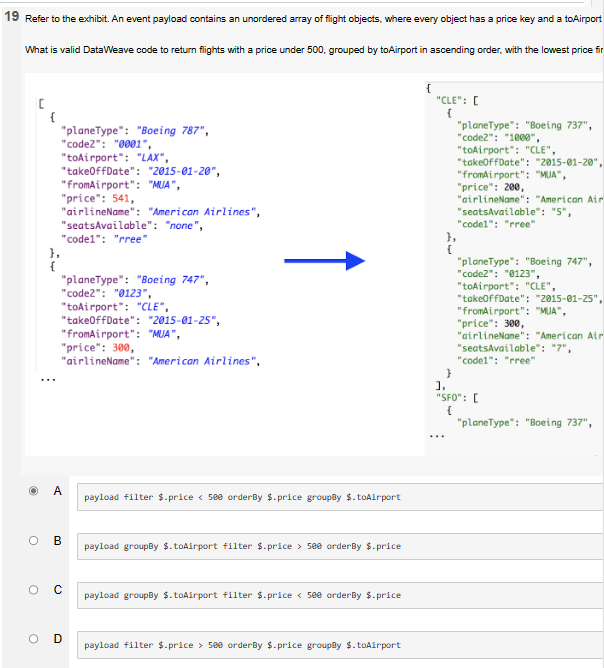 19 Refer to the exhibit. An event payload contains an unordered array of flight objects, where every object has a price key and a toAirport
What is valid DataWeave code to return flights with a price under 500, grouped by toAirport in ascending order, with the lowest price
[
{
"planeType": "Boeing 787",
"code2": "0001",
"toAirport": "LAX",
"takeOffDate": "2015-01-20",
"fromAirport": "MUA",
"price": 541,
"airlineName": "American Airlines",
"seatsAvailable": "none",
"code1": "rree"
},
{
"planeType": "Boeing 747",
"code2": "0123",
"toAirport": "CLE",
"takeOffDate": "2015-01-25",
"fromAirport": "MUA",
"price": 300,
"airlineName": "American Airlines",
...
{
"CLE": [
{
"planeType": "Boeing 737",
"code2": "1000",
"toAirport": "CLE",
"takeOffDate": "2015-01-20",
"fromAirport": "MUA",
"price": 200,
"airlineName": "American Air
"seatsAvailable": "5",
"code1": "rree"
},
{
"planeType": "Boeing 747",
"code2": "0123",
"toAirport": "CLE",
"takeOffDate": "2015-01-25",
"fromAirport": "MUA",
"price": 300,
"airlineName": "American Air
"seatsAvailable": "7",
"code1": "rree"
}
],
"SFO": [
{
"planeType": "Boeing 737",
...
A payload filter $.price < 500 orderBy $.price groupBy $.toAirport
B payload groupBy $.toAirport filter $.price > 500 orderBy $.price
C payload groupBy $.toAirport filter $.price < 500 orderBy $.price
D payload filter $.price > 500 orderBy $.price groupBy $.toAirport